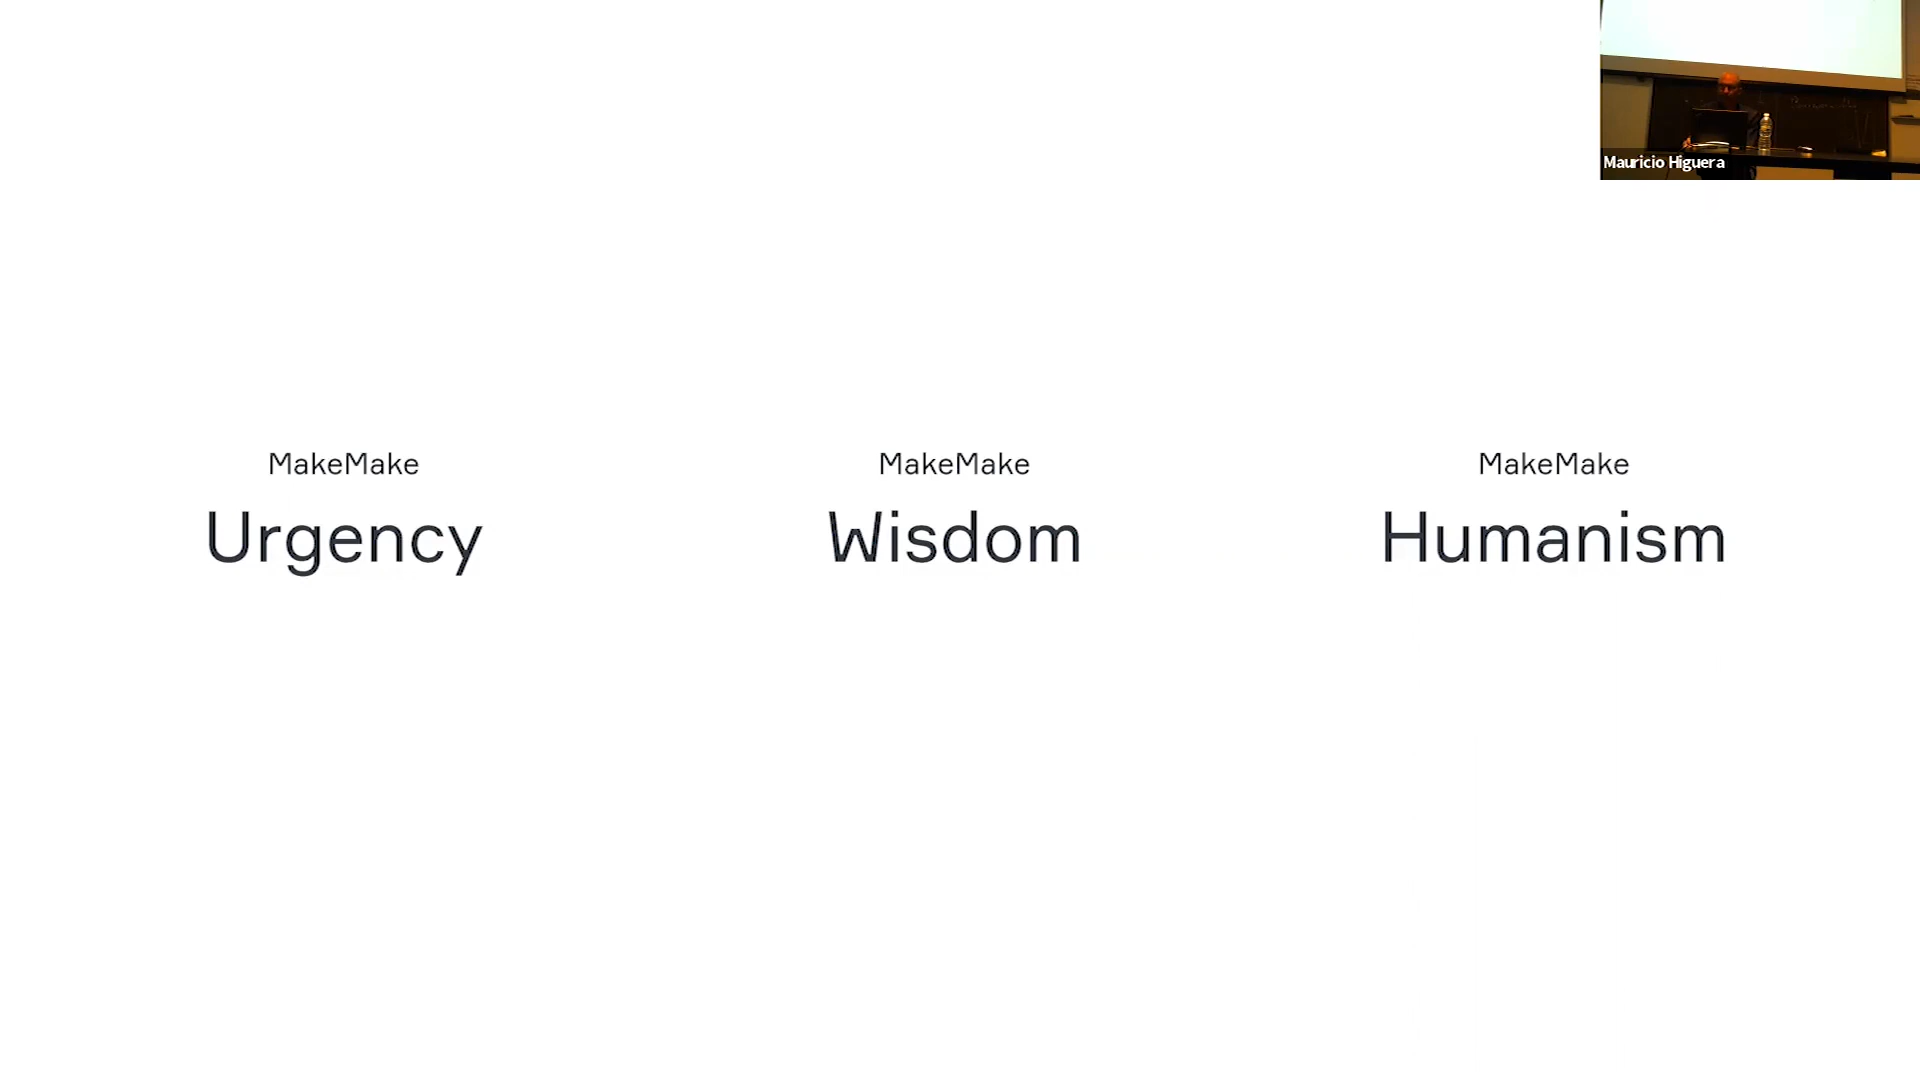 Mauricio Higuera
MakeMake
Urgency
MakeMake
Wisdom
MakeMake
Humanism